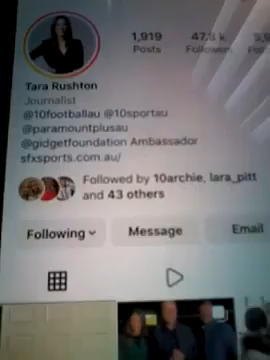 1,919
Posts
Followers
Tara Rushton
Journalist
@10footballau @10sportau
@paramountplusau
@gidgetfoundation Ambassador
sfxsports.com.au/
Followed by 10archie, lara_pitt
and 43 others
Following
Message
Email